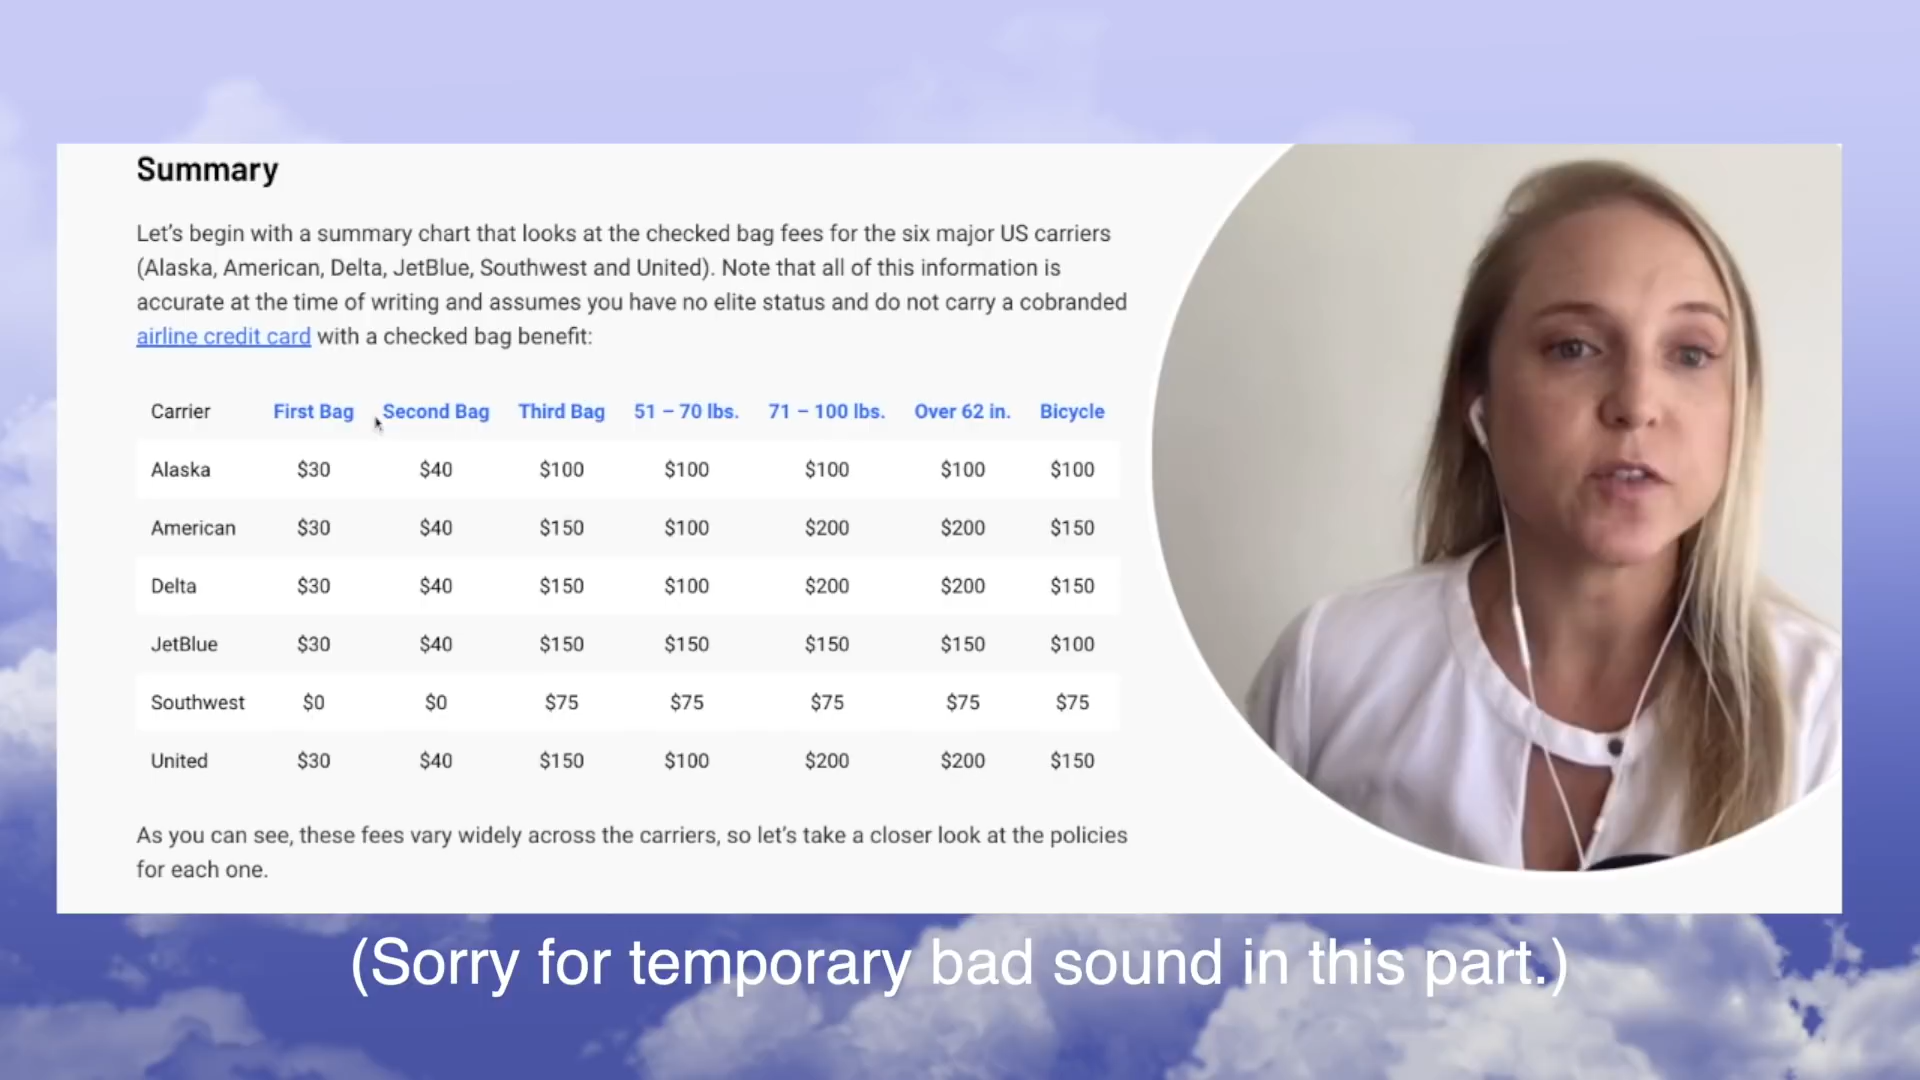 Summary
Let's begin with a summary chart that looks at the checked bag fees for the six major US carriers
(Alaska, American, Delta, JetBlue, Southwest and United). Note that all of this information is
accurate at the time of writing and assumes you have no elite status and do not carry a cobranded
airline credit card with a checked bag benefit:
Carrier First Bag Second Bag Third Bag 51 – 70 lbs. 71 – 100 lbs. Over 62 in. Bicycle
Alaska $30 $40 $100 $100 $100 $100 $100
American $30 $40 $150 $100 $200 $200 $150
Delta $30 $40 $150 $100 $200 $200 $150
JetBlue $30 $40 $150 $150 $150 $150 $100
Southwest $0 $0 $75 $75 $75 $75 $75
United $30 $40 $150 $100 $200 $200 $150
As you can see, these fees vary widely across the carriers, so let's take a closer look at the policies
for each one.
(Sorry for temporary bad sound in this part.)